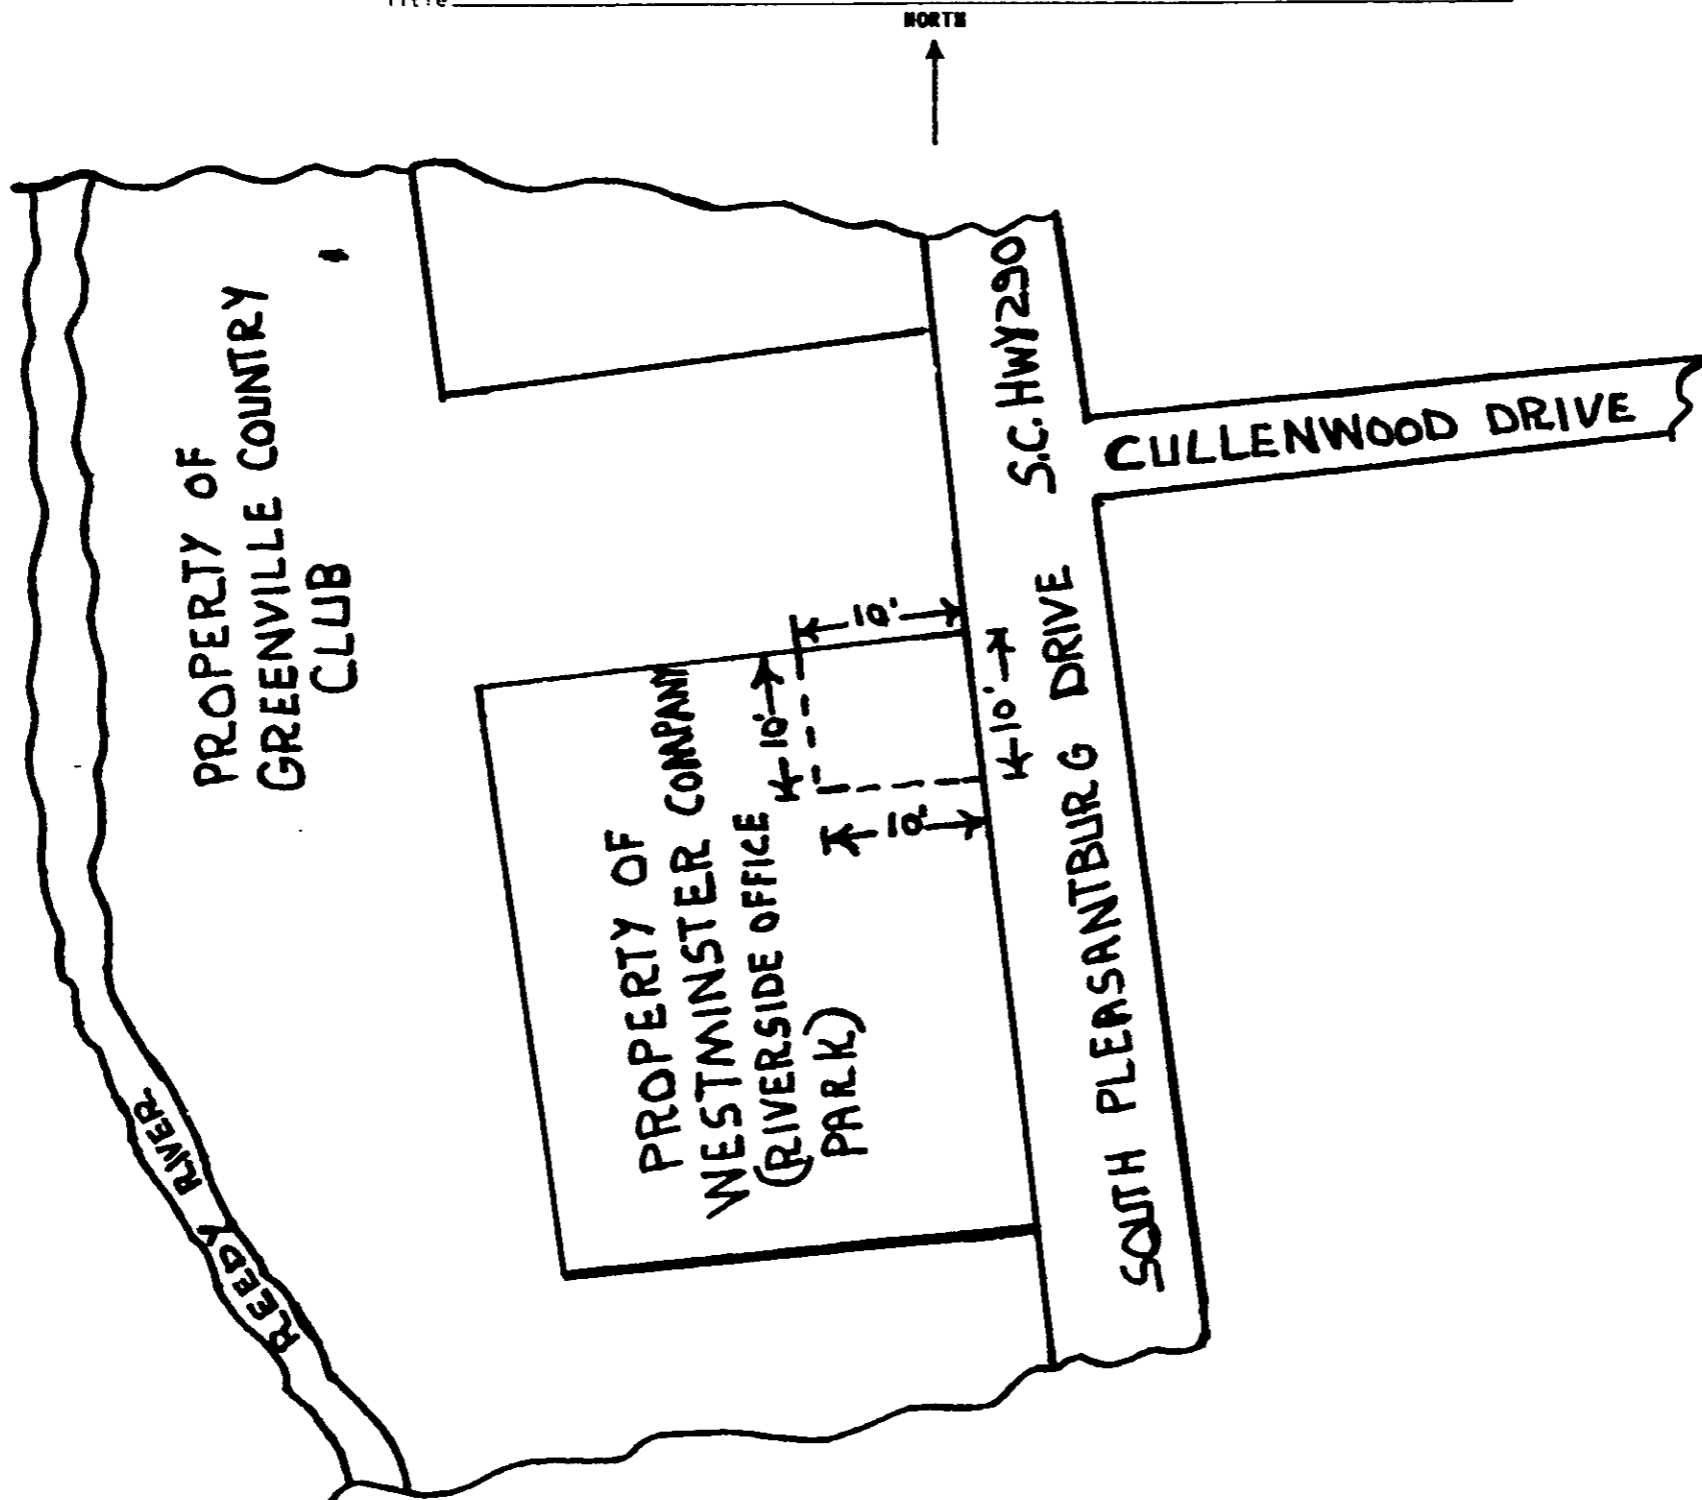 Title
NORTH
PROPERTY OF
GREENVILLE COUNTRY
CLUB
S.C. HWY 290
CULLENWOOD DRIVE
10'
10'
10'
10'
PROPERTY OF
WESTMINSTER COMPANY
(RIVERSIDE OFFICE
PARK)
SOUTH PLEASANTBURG DRIVE
REEDY RIVER